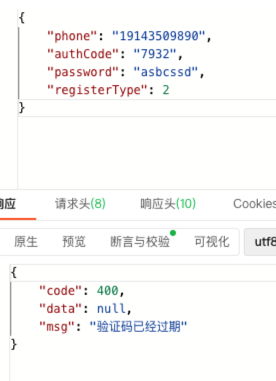 {
"phone": "19143509890",
"authCode": "7932",
"password": "asbcssd",
"registerType": 2
}
应 请求头(8) 响应头(10) Cookies
原生 预览 断言与校验 可视化 utf8
{
"code": 400,
"data": null,
"msg": "验证码已经过期"
}